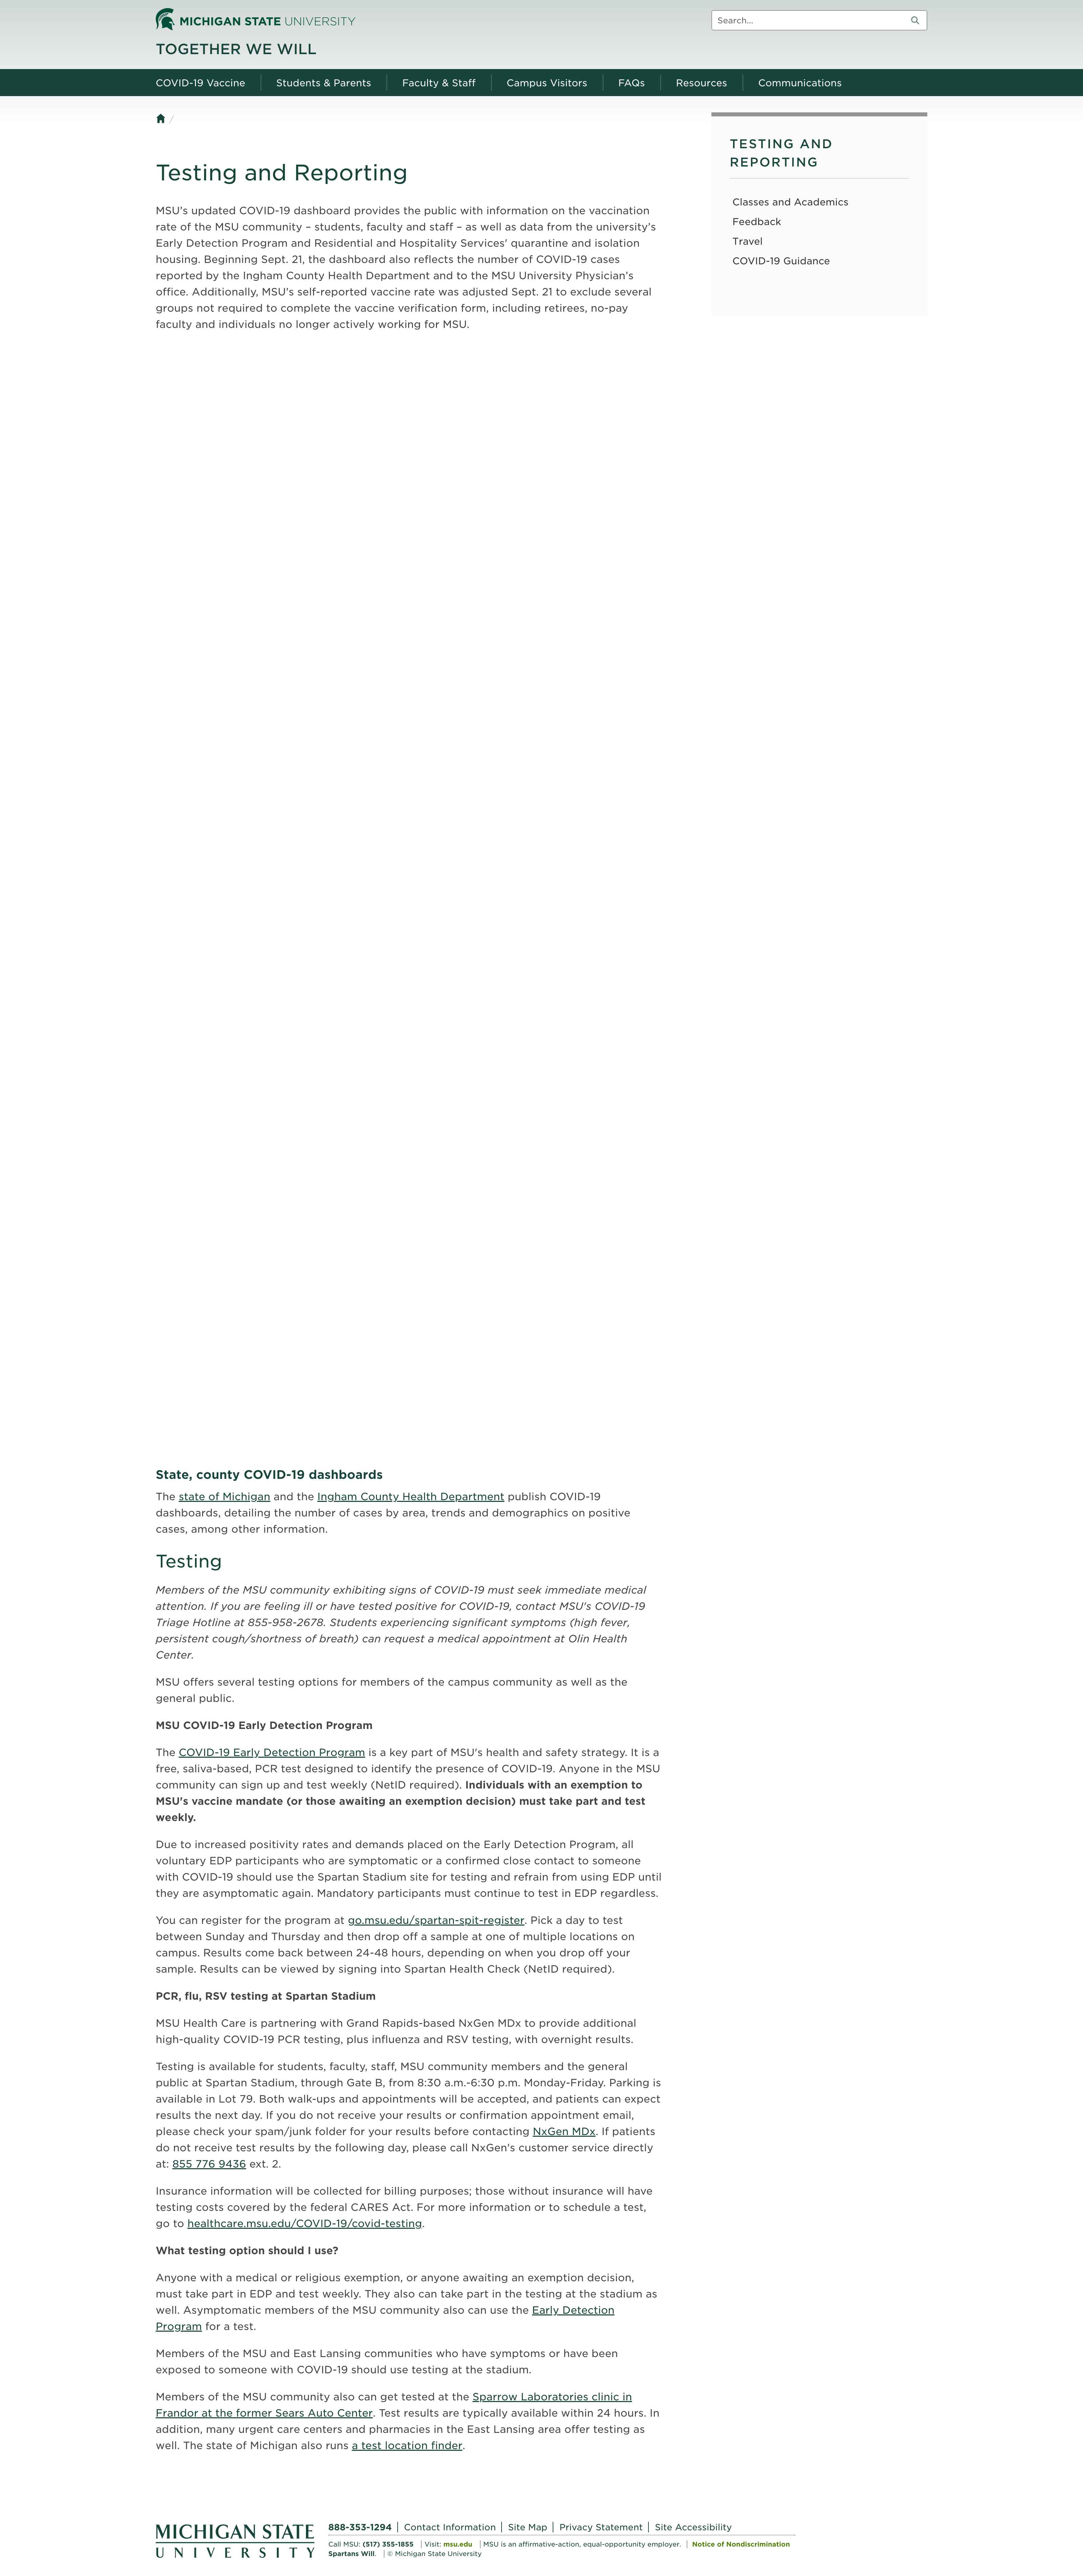 MICHIGAN STATE UNIVERSITY
Search...
TOGETHER WE WILL
COVID-19 Vaccine
Students & Parents
Faculty & Staff
Campus Visitors
FAQs
Resources
Communications
/
Testing and Reporting
MSU's updated COVID-19 dashboard provides the public with information on the vaccination
rate of the MSU community – students, faculty and staff – as well as data from the university's
Early Detection Program and Residential and Hospitality Services' quarantine and isolation
housing. Beginning Sept. 21, the dashboard also reflects the number of COVID-19 cases
reported by the Ingham County Health Department and to the MSU University Physician's
office. Additionally, MSU's self-reported vaccine rate was adjusted Sept. 21 to exclude several
groups not required to complete the vaccine verification form, including retirees, no-pay
faculty and individuals no longer actively working for MSU.
TESTING AND
REPORTING
Classes and Academics
Feedback
Travel
COVID-19 Guidance
State, county COVID-19 dashboards
The state of Michigan and the Ingham County Health Department publish COVID-19
dashboards, detailing the number of cases by area, trends and demographics on positive
cases, among other information.
Testing
Members of the MSU community exhibiting signs of COVID-19 must seek immediate medical
attention. If you are feeling ill or have tested positive for COVID-19, contact MSU's COVID-19
Triage Hotline at 855-958-2678. Students experiencing significant symptoms (high fever,
persistent cough/shortness of breath) can request a medical appointment at Olin Health
Center.
MSU offers several testing options for members of the campus community as well as the
general public.
MSU COVID-19 Early Detection Program
The COVID-19 Early Detection Program is a key part of MSU's health and safety strategy. It is a
free, saliva-based, PCR test designed to identify the presence of COVID-19. Anyone in the MSU
community can sign up and test weekly (NetID required). Individuals with an exemption to
MSU's vaccine mandate (or those awaiting an exemption decision) must take part and test
weekly.
Due to increased positivity rates and demands placed on the Early Detection Program, all
voluntary EDP participants who are symptomatic or a confirmed close contact to someone
with COVID-19 should use the Spartan Stadium site for testing and refrain from using EDP until
they are asymptomatic again. Mandatory participants must continue to test in EDP regardless.
You can register for the program at go.msu.edu/spartan-spit-register. Pick a day to test
between Sunday and Thursday and then drop off a sample at one of multiple locations on
campus. Results come back between 24-48 hours, depending on when you drop off your
sample. Results can be viewed by signing into Spartan Health Check (NetID required).
PCR, flu, RSV testing at Spartan Stadium
MSU Health Care is partnering with Grand Rapids-based NxGen MDx to provide additional
high-quality COVID-19 PCR testing, plus influenza and RSV testing, with overnight results.
Testing is available for students, faculty, staff, MSU community members and the general
public at Spartan Stadium, through Gate B, from 8:30 a.m.-6:30 p.m. Monday-Friday. Parking is
available in Lot 79. Both walk-ups and appointments will be accepted, and patients can expect
results the next day. If you do not receive your results or confirmation appointment email,
please check your spam/junk folder for your results before contacting NxGen MDx. If patients
do not receive test results by the following day, please call NxGen's customer service directly
at: 855 776 9436 ext. 2.
Insurance information will be collected for billing purposes; those without insurance will have
testing costs covered by the federal CARES Act. For more information or to schedule a test,
go to healthcare.msu.edu/COVID-19/covid-testing.
What testing option should I use?
Anyone with a medical or religious exemption, or anyone awaiting an exemption decision,
must take part in EDP and test weekly. They also can take part in the testing at the stadium as
well. Asymptomatic members of the MSU community also can use the Early Detection
Program for a test.
Members of the MSU and East Lansing communities who have symptoms or have been
exposed to someone with COVID-19 should use testing at the stadium.
Members of the MSU community also can get tested at the Sparrow Laboratories clinic in
Frandor at the former Sears Auto Center. Test results are typically available within 24 hours. In
addition, many urgent care centers and pharmacies in the East Lansing area offer testing as
well. The state of Michigan also runs a test location finder.
MICHIGAN STATE
UNIVERSITY
888-353-1294 | Contact Information | Site Map | Privacy Statement | Site Accessibility
Call MSU: (517) 355-1855 | Visit: msu.edu | MSU is an affirmative-action, equal-opportunity employer. | Notice of Nondiscrimination
Spartans Will. | © Michigan State University